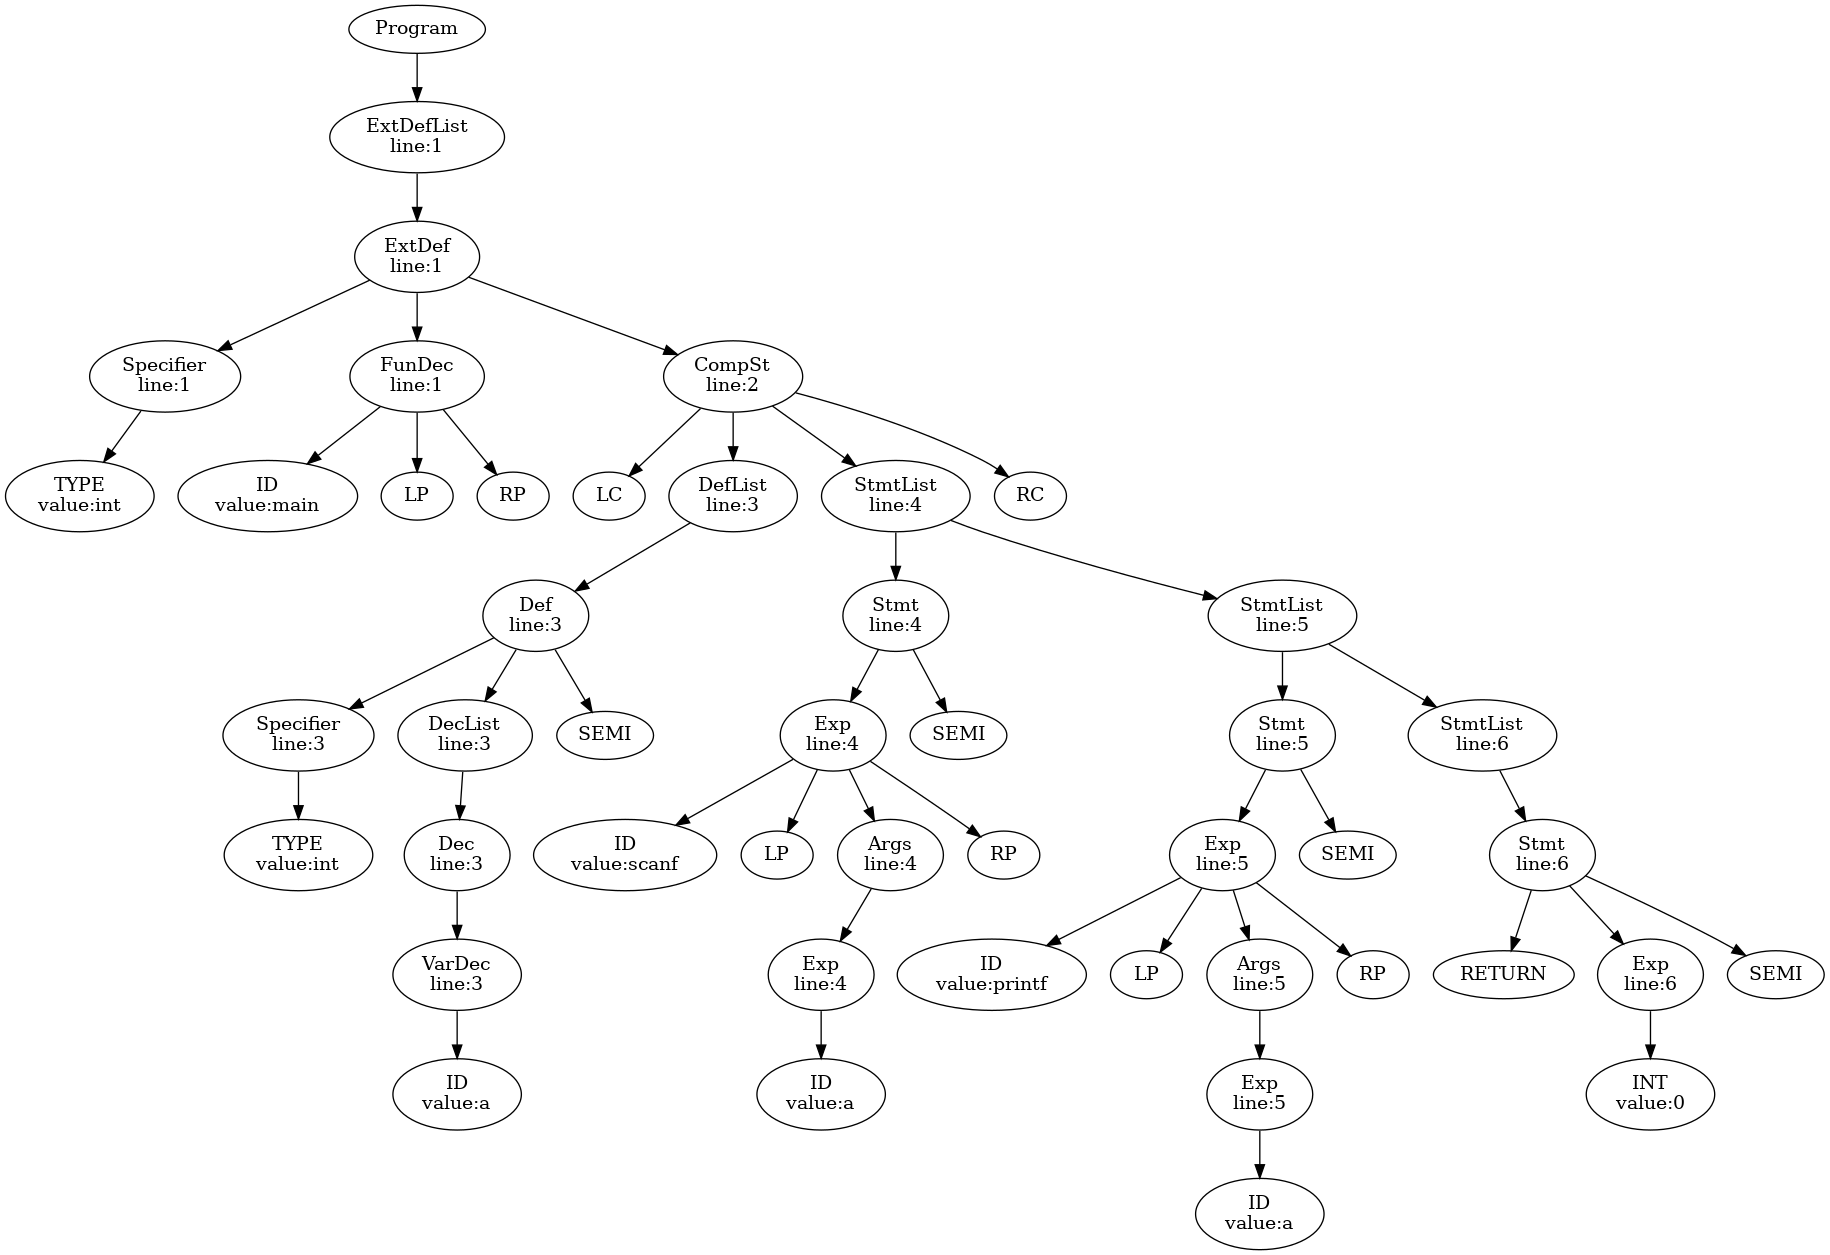 Program
ExtDefList
line:1
ExtDef
line:1
Specifier
line:1
FunDec
line:1
CompSt
line:2
TYPE
value:int
ID
value:main
LP
RP
LC
DefList
line:3
StmtList
line:4
RC
Def
line:3
Stmt
line:4
StmtList
line:5
Specifier
line:3
DecList
line:3
SEMI
Exp
line:4
SEMI
Stmt
line:5
StmtList
line:6
TYPE
value:int
Dec
line:3
ID
value:scanf
LP
Args
line:4
RP
Exp
line:5
SEMI
Stmt
line:6
VarDec
line:3
Exp
line:4
ID
value:printf
LP
Args
line:5
RP
RETURN
Exp
line:6
SEMI
ID
value:a
ID
value:a
Exp
line:5
INT
value:0
ID
value:a